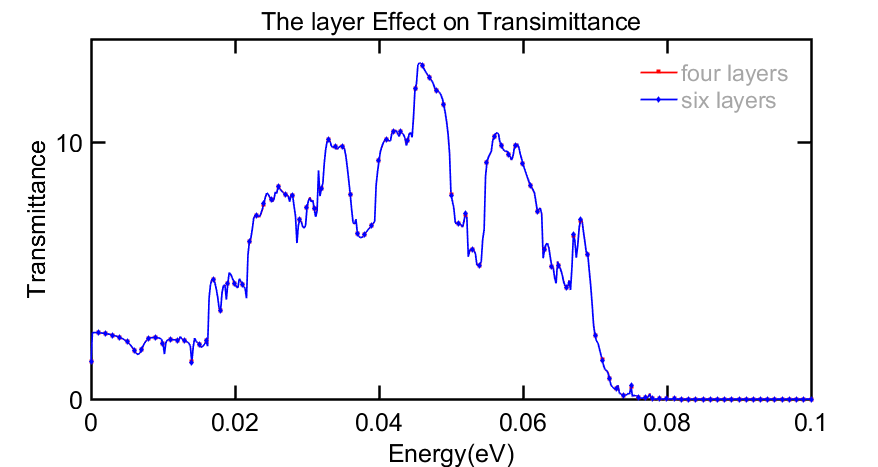 The layer Effect on Transimittance
four layers
six layers
10
0
Transmittance
0
0.02
0.04
0.06
0.08
0.1
Energy(eV)